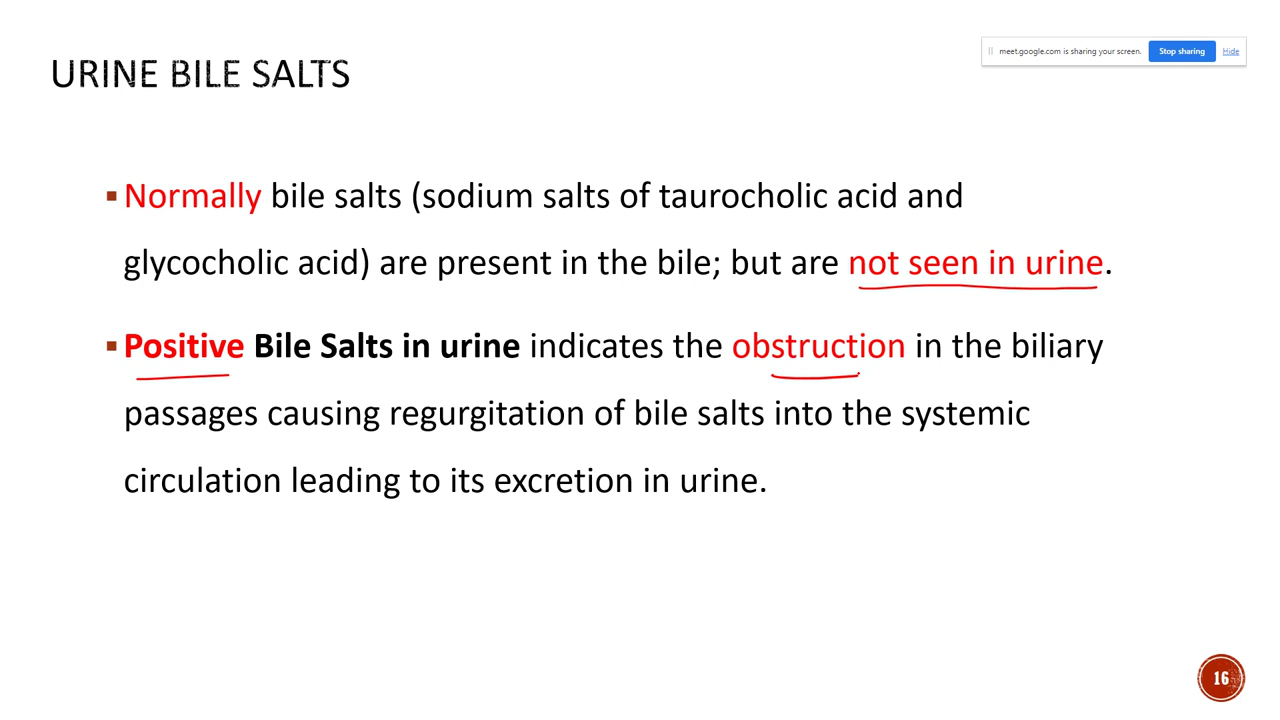 meet.google.com is sharing your screen. Stop sharing Hide
URINE BILE SALTS
▪ Normally bile salts (sodium salts of taurocholic acid and
glycocholic acid) are present in the bile; but are not seen in urine.
▪ Positive Bile Salts in urine indicates the obstruction in the biliary
passages causing regurgitation of bile salts into the systemic
circulation leading to its excretion in urine.
16